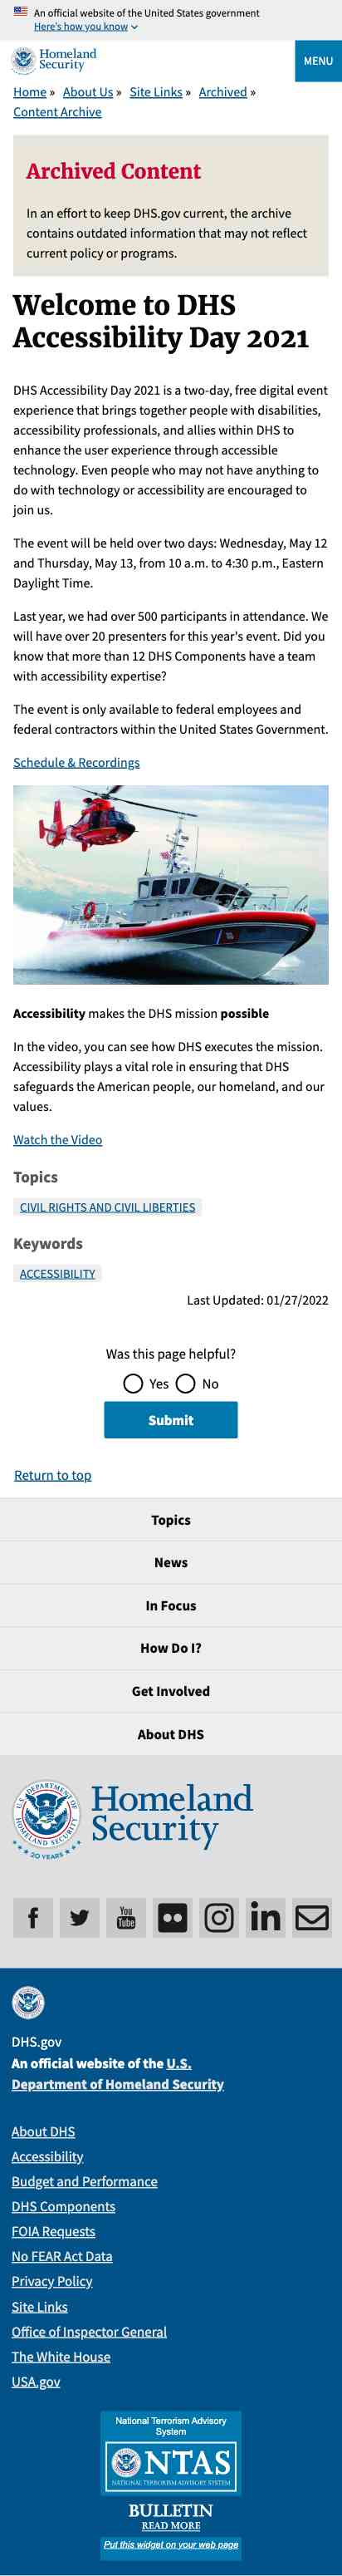 An official website of the United States government
Here's how you know
Homeland
Security
MENU
Home » About Us » Site Links » Archived »
Content Archive
Archived Content
In an effort to keep DHS.gov current, the archive
contains outdated information that may not reflect
current policy or programs.
Welcome to DHS
Accessibility Day 2021
DHS Accessibility Day 2021 is a two-day, free digital event
experience that brings together people with disabilities,
accessibility professionals, and allies within DHS to
enhance the user experience through accessible
technology. Even people who may not have anything to
do with technology or accessibility are encouraged to
join us.
The event will be held over two days: Wednesday, May 12
and Thursday, May 13, from 10 a.m. to 4:30 p.m., Eastern
Daylight Time.
Last year, we had over 500 participants in attendance. We
will have over 20 presenters for this year's event. Did you
know that more than 12 DHS Components have a team
with accessibility expertise?
The event is only available to federal employees and
federal contractors within the United States Government.
Schedule & Recordings
Accessibility makes the DHS mission possible
In the video, you can see how DHS executes the mission.
Accessibility plays a vital role in ensuring that DHS
safeguards the American people, our homeland, and our
values.
Watch the Video
Topics
CIVIL RIGHTS AND CIVIL LIBERTIES
Keywords
ACCESSIBILITY
Last Updated: 01/27/2022
Was this page helpful?
Yes No
Submit
Return to top
Topics
News
In Focus
How Do I?
Get Involved
About DHS
U.S. DEPARTMENT OF
HOMELAND SECURITY
20 YEARS
Homeland
Security
You
Tube
DHS.gov
An official website of the U.S.
Department of Homeland Security
About DHS
Accessibility
Budget and Performance
DHS Components
FOIA Requests
No FEAR Act Data
Privacy Policy
Site Links
Office of Inspector General
The White House
USA.gov
National Terrorism Advisory
System
NTAS
NATIONAL TERRORISM ADVISORY SYSTEM
BULLETIN
READ MORE
Put this widget on your web page